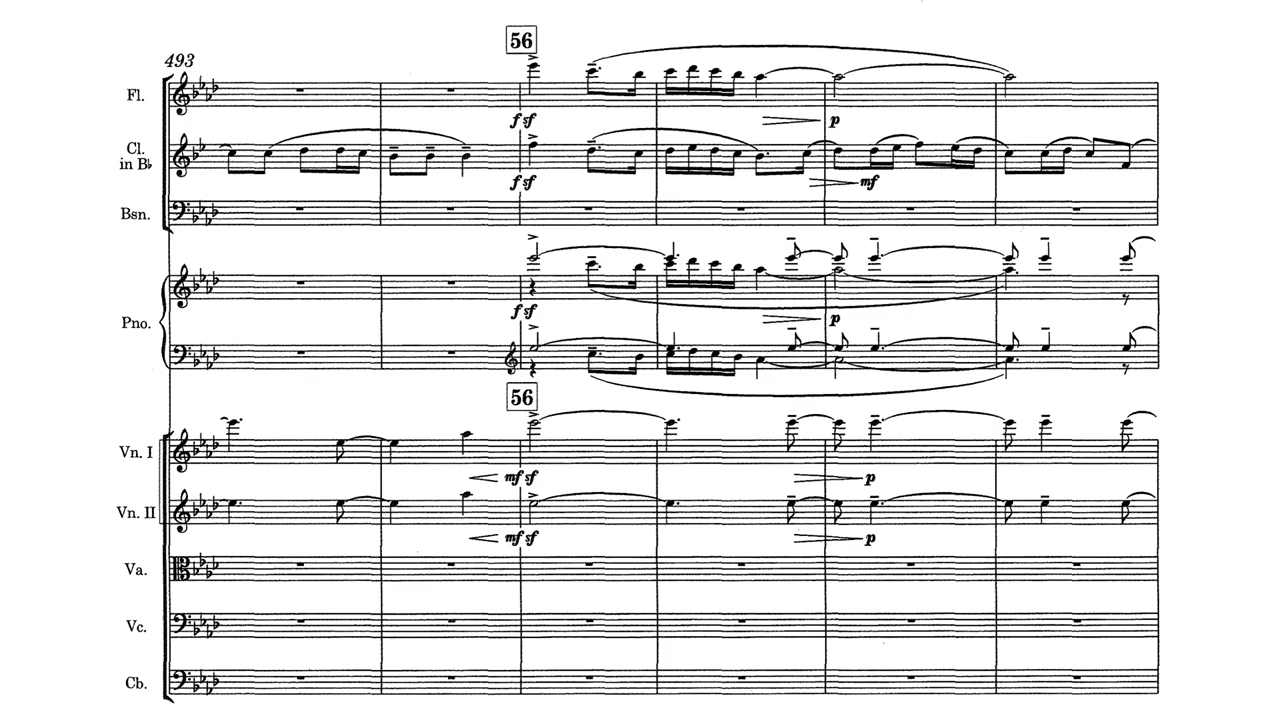 56
493
Fl.
fsf
p
Cl.
in B♭
fsf
mf
Bsn.
Pno.
fsf
p
56
Vn. I
mf sf
p
Vn. II
mf sf
p
Va.
Vc.
Cb.